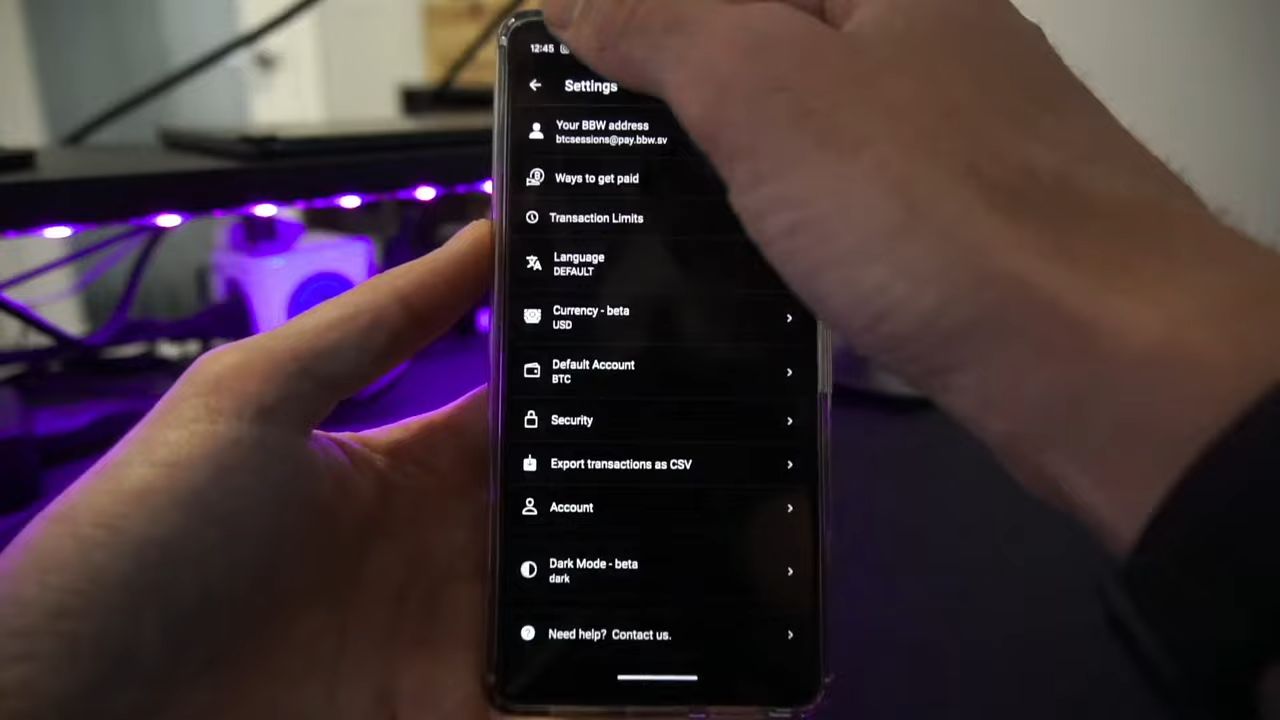 12:45
Settings
Your BBW address
btcsessions@pay.bbw.sv
Ways to get paid
Transaction Limits
Language
DEFAULT
Currency - beta
USD
Default Account
BTC
Security
Export transactions as CSV
Account
Dark Mode - beta
dark
Need help? Contact us.